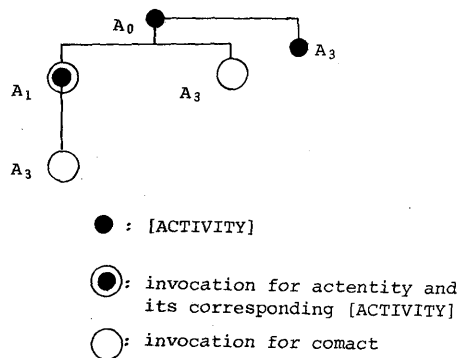 A0
A3
A1
A3
A3
: [ACTIVITY]
: invocation for actentity and
its corresponding [ACTIVITY]
: invocation for comact